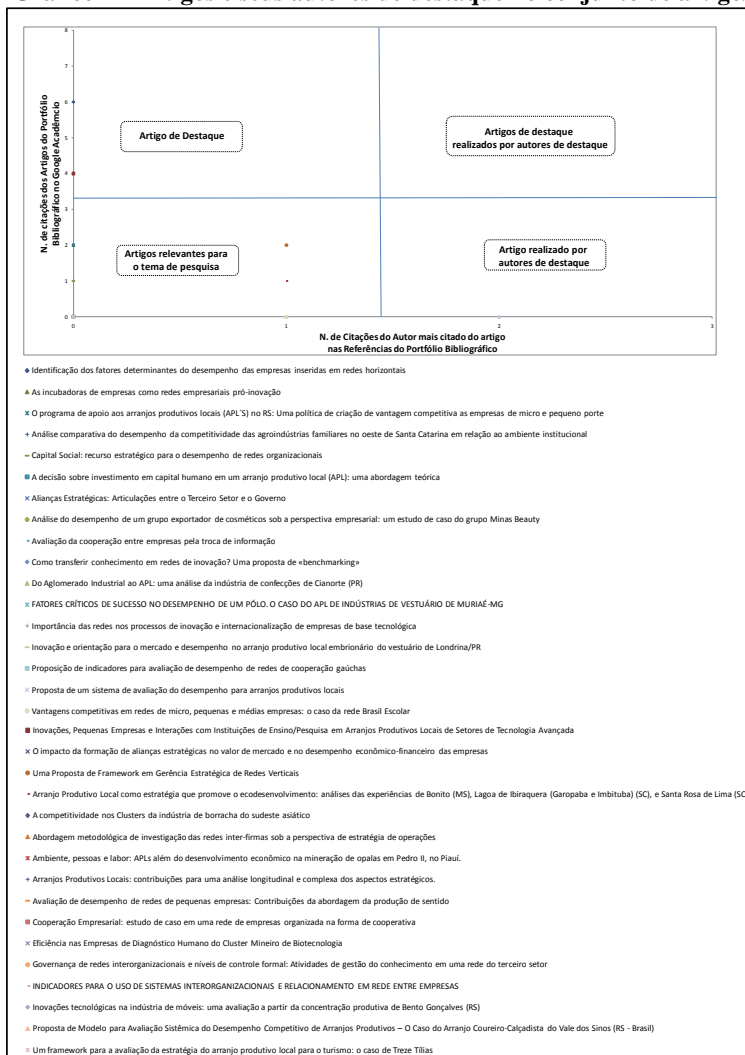 8
7
6
5
4
3
2
1
0
N. de citações dos Artigos do Portfólio
Bibliográfico no Google Acadêmcio
Artigo de Destaque
Artigos de destaque
realizados por autores de destaque
Artigos relevantes para
o tema de pesquisa
Artigo realizado por
autores de destaque
0 1 2 3
N. de Citações do Autor mais citado do artigo
nas Referências do Portfólio Bibliográfico
Identificação dos fatores determinantes do desempenho das empresas inseridas em redes horizontais
As incubadoras de empresas como redes empresariais pró-inovação
O programa de apoio aos arranjos produtivos locais (APL`S) no RS: Uma política de criação de vantagem competitiva as empresas de micro e pequeno porte
Análise comparativa do desempenho da competitividade das agroindústrias familiares no oeste de Santa Catarina em relação ao ambiente institucional
Capital Social: recurso estratégico para o desempenho de redes organizacionais
A decisão sobre investimento em capital humano em um arranjo produtivo local (APL): uma abordagem teórica
Alianças Estratégicas: Articulações entre o Terceiro Setor e o Governo
Análise do desempenho de um grupo exportador de cosméticos sob a perspectiva empresarial: um estudo de caso do grupo Minas Beauty
Avaliação da cooperação entre empresas pela troca de informação
Como transferir conhecimento em redes de inovação? Uma proposta de «benchmarking»
Do Aglomerado Industrial ao APL: uma análise da indústria de confecções de Cianorte (PR)
FATORES CRÍTICOS DE SUCESSO NO DESEMPENHO DE UM PÓLO. O CASO DO APL DE INDÚSTRIAS DE VESTUÁRIO DE MURIAÉ-MG
Importância das redes nos processos de inovação e internacionalização de empresas de base tecnológica
Inovação e orientação para o mercado e desempenho no arranjo produtivo local embrionário do vestuário de Londrina/PR
Proposição de indicadores para avaliação de desempenho de redes de cooperação gaúchas
Proposta de um sistema de avaliação do desempenho para arranjos produtivos locais
Vantagens competitivas em redes de micro, pequenas e médias empresas: o caso da rede Brasil Escolar
Inovações, Pequenas Empresas e Interações com Instituições de Ensino/Pesquisa em Arranjos Produtivos Locais de Setores de Tecnologia Avançada
O impacto da formação de alianças estratégicas no valor de mercado e no desempenho econômico-financeiro das empresas
Uma Proposta de Framework em Gerência Estratégica de Redes Verticais
Arranjo Produtivo Local como estratégia que promove o ecodesenvolvimento: análises das experiências de Bonito (MS), Lagoa de Ibiraquera (Garopaba e Imbituba) (SC), e Santa Rosa de Lima (SC
A competitividade nos Clusters da indústria de borracha do sudeste asiático
Abordagem metodológica de investigação das redes inter-firmas sob a perspectiva de estratégia de operações
Ambiente, pessoas e labor: APLs além do desenvolvimento econômico na mineração de opalas em Pedro II, no Piauí.
Arranjos Produtivos Locais: contribuições para uma análise longitudinal e complexa dos aspectos estratégicos.
Avaliação de desempenho de redes de pequenas empresas: Contribuições da abordagem da produção de sentido
Cooperação Empresarial: estudo de caso em uma rede de empresas organizada na forma de cooperativa
Eficiência nas Empresas de Diagnóstico Humano do Cluster Mineiro de Biotecnologia
Governança de redes interorganizacionais e níveis de controle formal: Atividades de gestão do conhecimento em uma rede do terceiro setor
INDICADORES PARA O USO DE SISTEMAS INTERORGANIZACIONAIS E RELACIONAMENTO EM REDE ENTRE EMPRESAS
Inovações tecnológicas na indústria de móveis: uma avaliação a partir da concentração produtiva de Bento Gonçalves (RS)
Proposta de Modelo para Avaliação Sistêmica do Desempenho Competitivo de Arranjos Produtivos – O Caso do Arranjo Coureiro-Calçadista do Vale dos Sinos (RS - Brasil)
Um framework para a avaliação da estratégia do arranjo produtivo local para o turismo: o caso de Treze Tílias